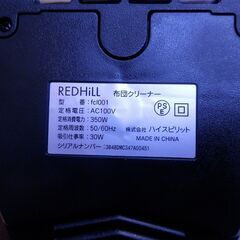 REDHiLL 布団クリーナー
型番：fcl001
定格電圧：AC100V
定格消費電力：350W
定格周波数：50/60Hz
吸引仕事率：30W
シリアルナンバー：384BDMC347A00451
PS
E
株式会社 ハイスピリット
MADE IN CHINA